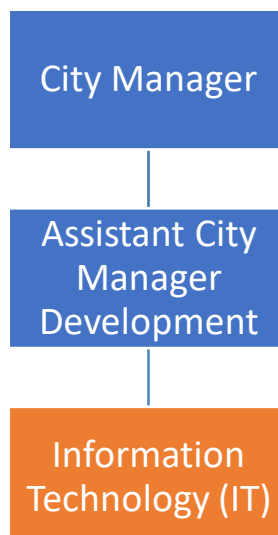 City Manager
Assistant City
Manager
Development
Information
Technology (IT)